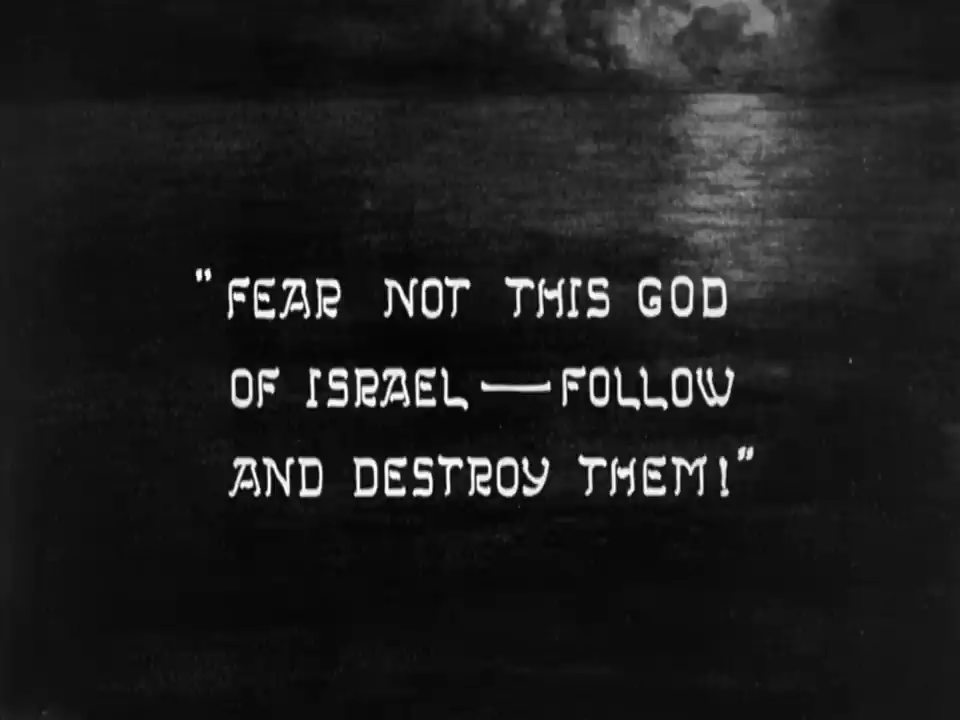 "FEAR NOT THIS GOD
OF ISRAEL—FOLLOW
AND DESTROY THEM!"